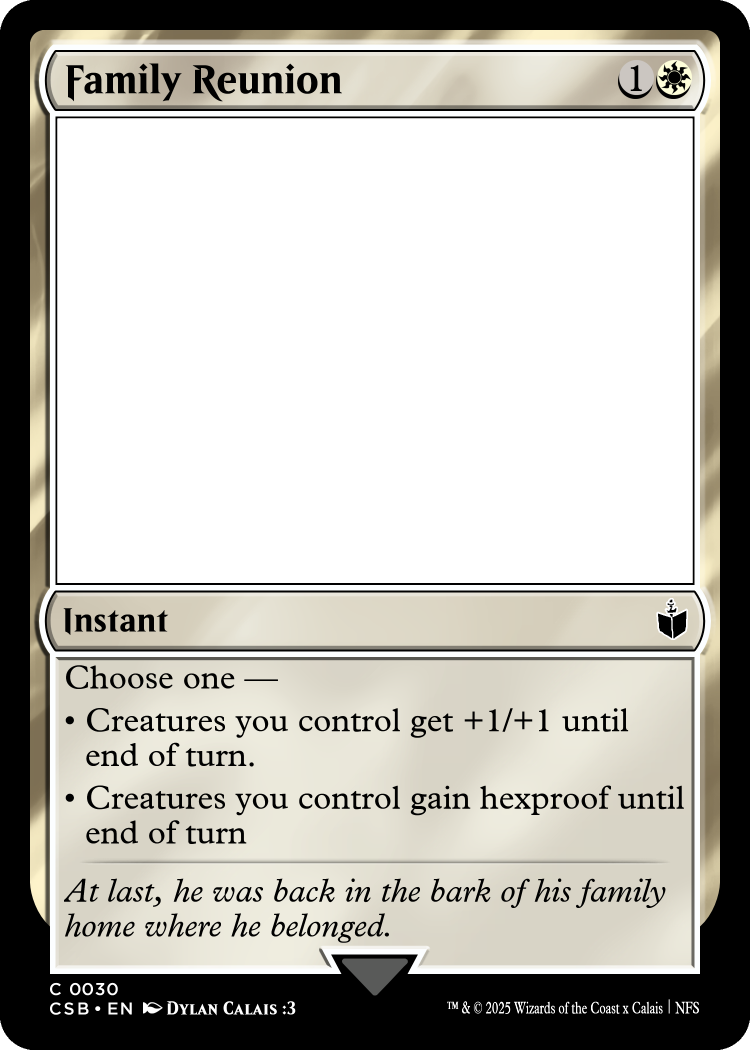 Family Reunion 1
Instant
Choose one —
• Creatures you control get +1/+1 until
end of turn.
• Creatures you control gain hexproof until
end of turn
At last, he was back in the bark of his family
home where he belonged.
C 0030
CSB • EN Dylan Calais :3
™ & © 2025 Wizards of the Coast x Calais | NFS